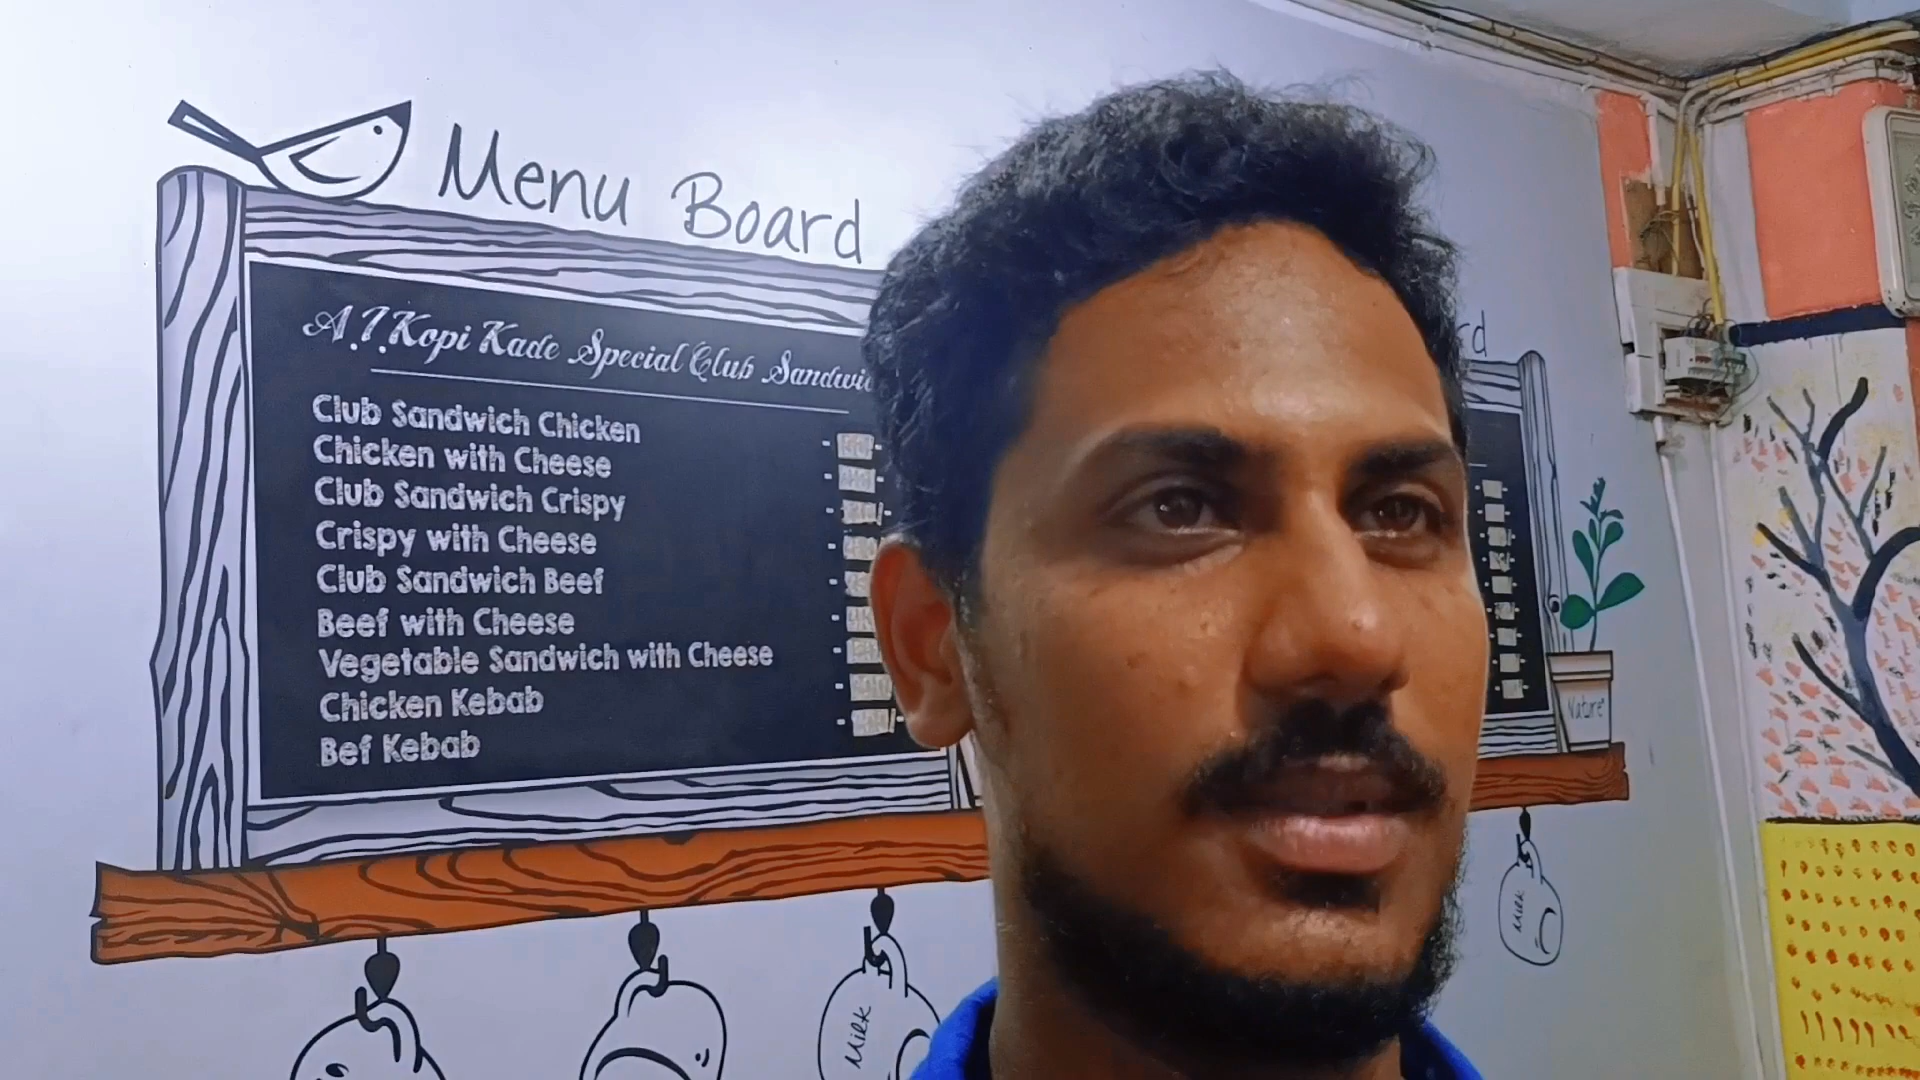 Menu Board
A.J.Kopi Kade Special Club
Club Sandwich Chicken
Chicken with Cheese
Club Sandwich Crispy
Crispy with Cheese
Club Sandwich Beef
Beef with Cheese
Vegetable Sandwich with Cheese
Chicken Kebab
Bef Kebab
Nature
Milk
Milk